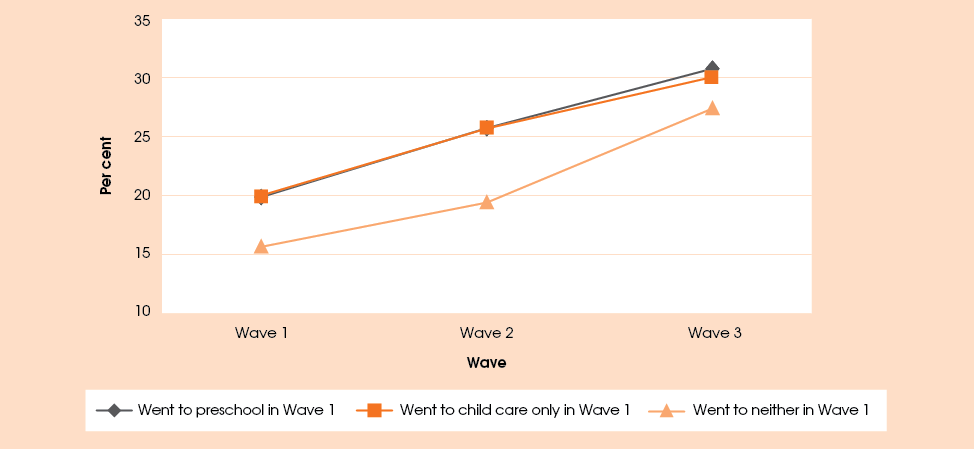 35
30
25
20
15
10
Per cent
Wave 1 Wave 2 Wave 3
Wave
Went to preschool in Wave 1 Went to child care only in Wave 1 Went to neither in Wave 1